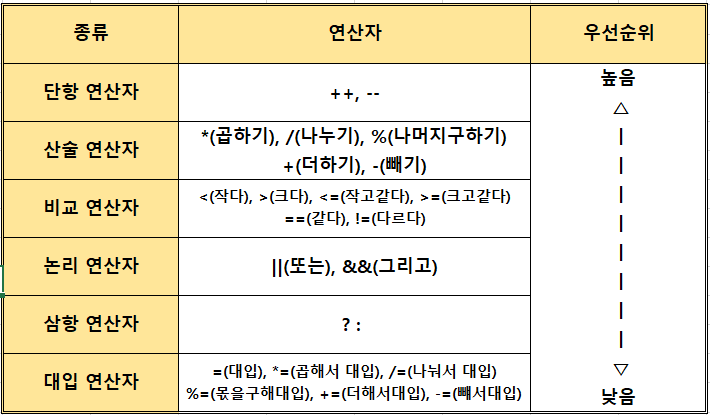 종류 연산자 우선순위
단항 연산자 ++, -- 높음
△
산술 연산자 *(곱하기), /(나누기), %(나머지구하기) |
+(더하기), -(빼기) |
비교 연산자 <(작다), >(크다), <=(작고같다), >=(크고같다) |
==(같다), !=(다르다) |
논리 연산자 ||(또는), &&(그리고) |
|
삼항 연산자 ? : |
|
대입 연산자 =(대입), *=(곱해서 대입), /=(나눠서 대입) ▽
%=(몫을구해대입), +=(더해서대입), -=(빼서대입) 낮음